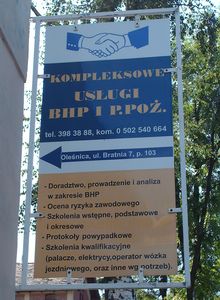 KOMPLEKSOWE
USŁUGI
BHP I P.POŻ.
tel. 398 38 88, kom. 0 502 540 664
Oleśnica, ul. Bratnia 7, p. 103
- Doradztwo, prowadzenie i analiza
w zakresie BHP
- Ocena ryzyka zawodowego
- Szkolenia wstępne, podstawowe
i okresowe
- Protokoły powypadkowe
- Szkolenia kwalifikacyjne
(palacze, elektrycy,operator wózka
jezdniowego, oraz inne wg potrzeb).